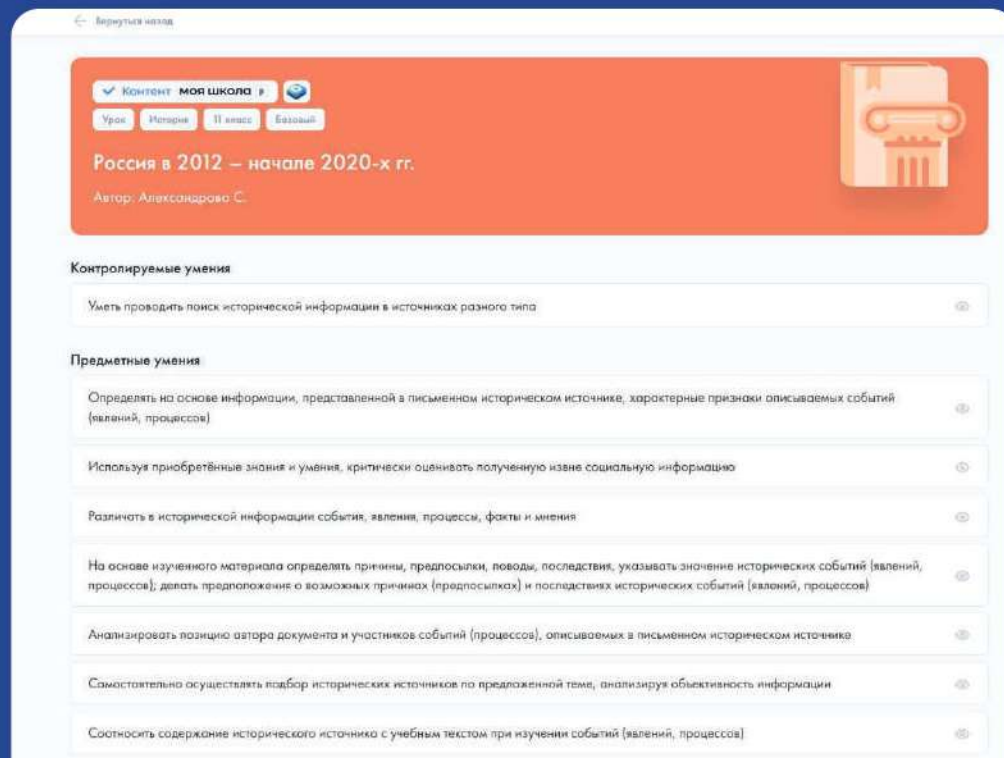 Вернуться назад
Контент моя школа
Урок История 11 класс Базовый
Россия в 2012 – начале 2020-х гг.
Автор: Александрова С.
Контролируемые умения
Уметь проводить поиск исторической информации в источниках разного типа
Предметные умения
Определять на основе информации, представленной в письменном историческом источнике, характерные признаки описываемых событий
(явлений, процессов)
Используя приобретённые знания и умения, критически оценивать полученную извне социальную информацию
Различать в исторической информации события, явления, процессы, факты и мнения
На основе изученного материала определять причины, предпосылки, поводы, последствия, указывать значение исторических событий (явлений,
процессов); делать предположения о возможных причинах (предпосылках) и последствиях исторических событий (явлений, процессов)
Анализировать позицию автора документа и участников событий (процессов), описываемых в письменном историческом источнике
Самостоятельно осуществлять подбор исторических источников по предложенной теме, анализируя объективность информации
Соотносить содержание исторического источника с учебным текстом при изучении событий (явлений, процессов)